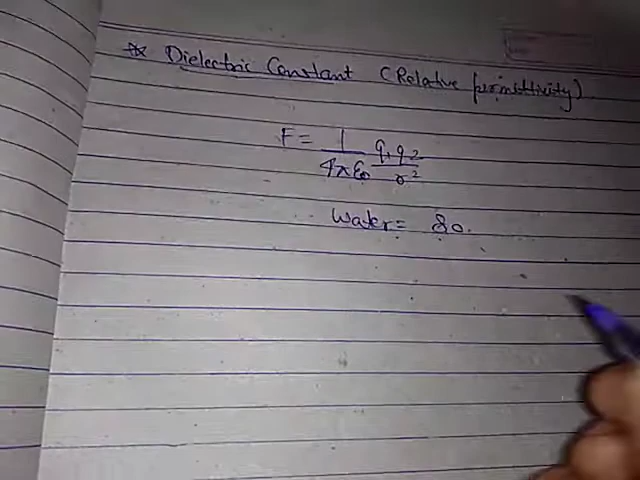 * Dielectric Constant (Relative permittivity)
F = 1/4πε₀ q₁q₂/r²
Water = 80.